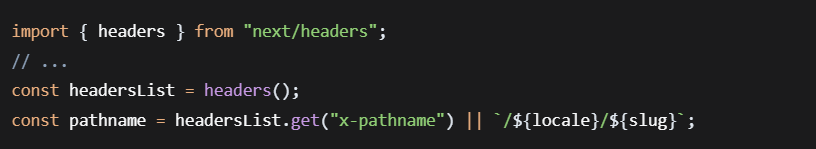 import { headers } from "next/headers";
// ...
const headersList = headers();
const pathname = headersList.get("x-pathname") || `/${locale}/${slug}`;